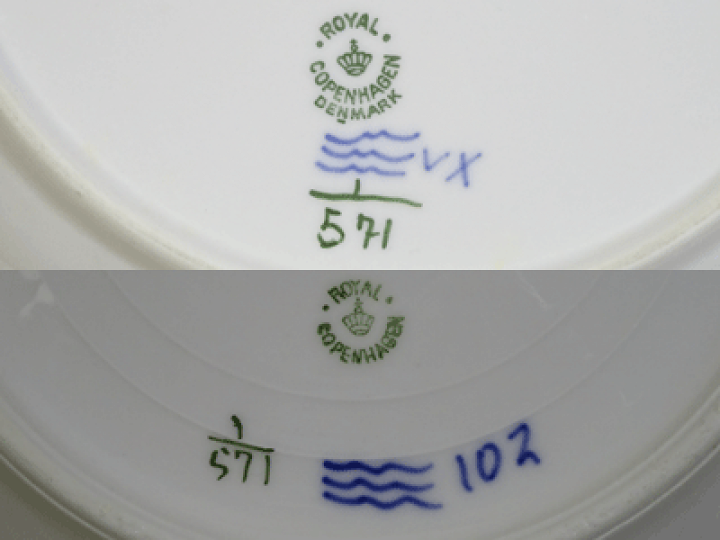 ROYAL
COPENHAGEN
DENMARK
VX
1
571
ROYAL
COPENHAGEN
1
571
102